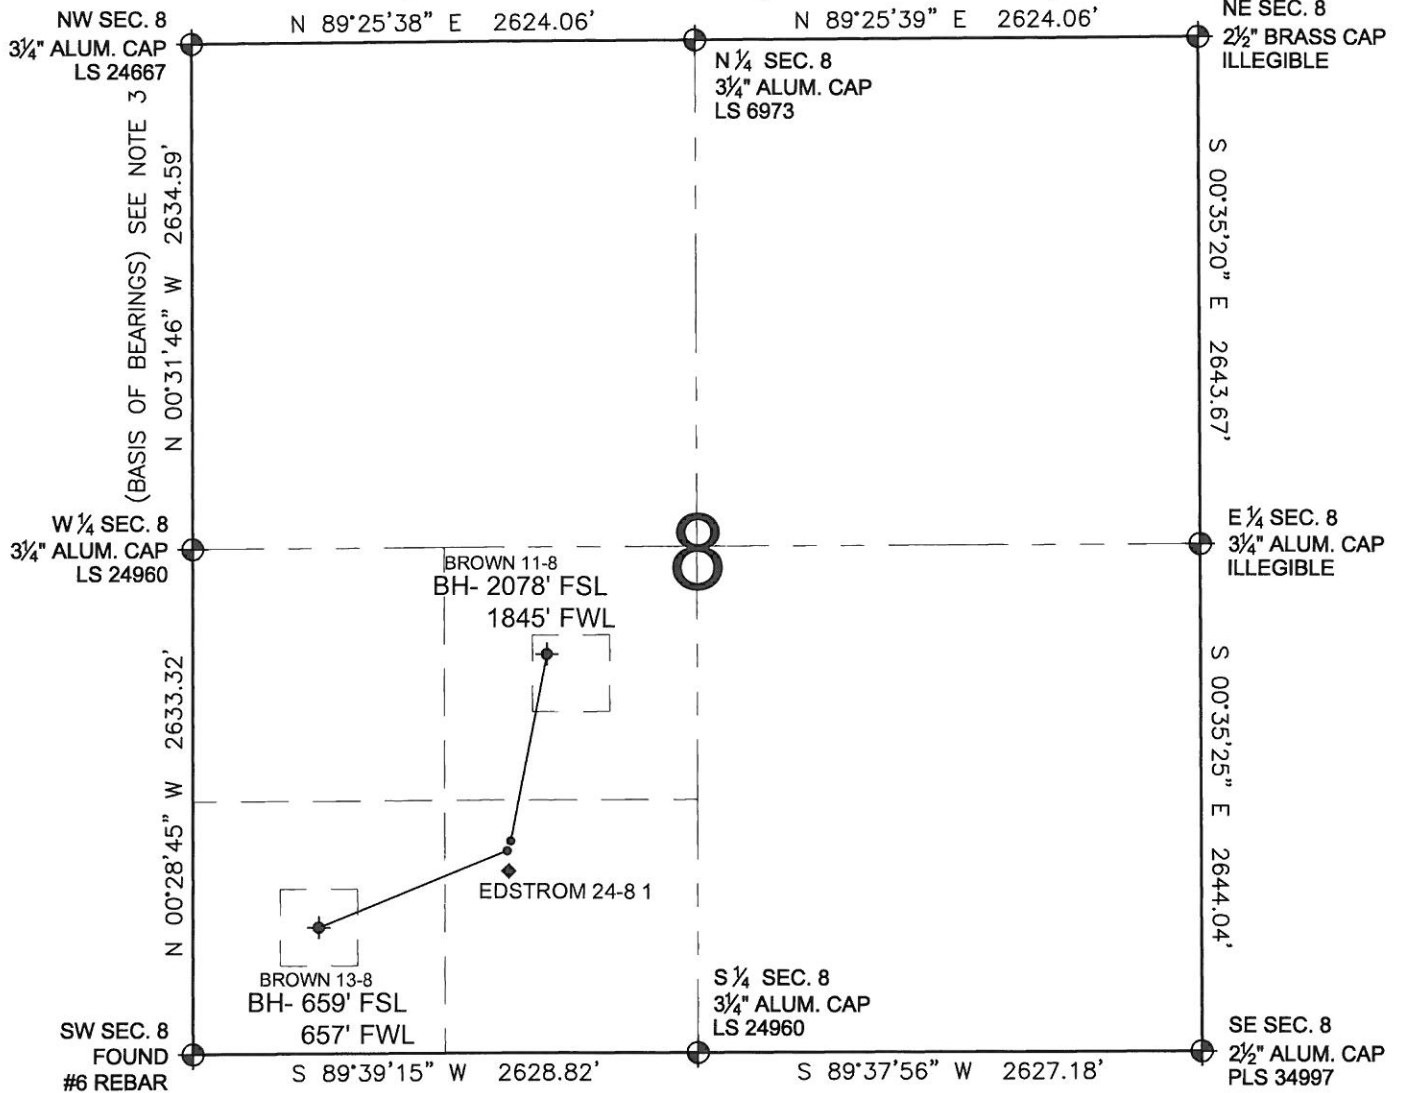 NW SEC. 8
3¼" ALUM. CAP
LS 24667
N 89°25'38" E 2624.06'
N 89°25'39" E 2624.06'
NE SEC. 8
2½" BRASS CAP
ILLEGIBLE
N ¼ SEC. 8
3¼" ALUM. CAP
LS 6973
(BASIS OF BEARINGS) SEE NOTE 3
N 00°31'46" W 2634.59'
S 00°35'20" E 2643.67'
W ¼ SEC. 8
3¼" ALUM. CAP
LS 24960
8
E ¼ SEC. 8
3¼" ALUM. CAP
ILLEGIBLE
BROWN 11-8
BH- 2078' FSL
1845' FWL
N 00°28'45" W 2633.32'
S 00°35'25" E 2644.04'
EDSTROM 24-8 1
BROWN 13-8
BH- 659' FSL
657' FWL
SW SEC. 8
FOUND
#6 REBAR
S 89°39'15" W 2628.82'
S ¼ SEC. 8
3¼" ALUM. CAP
LS 24960
S 89°37'56" W 2627.18'
SE SEC. 8
2½" ALUM. CAP
PLS 34997